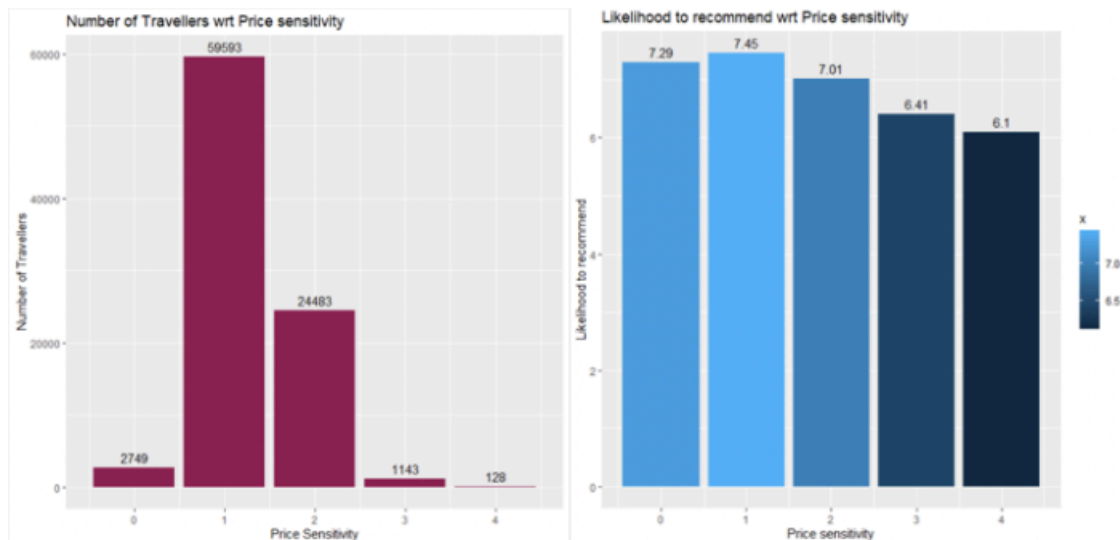 Number of Travellers wrt Price sensitivity
60000
40000
20000
0
Number of Travellers
59593
24483
2749
1143
128
0 1 2 3 4
Price Sensitivity
Likelihood to recommend wrt Price sensitivity
6
4
2
0
Likelihood to recommend
7.29
7.45
7.01
6.41
6.1
0 1 2 3 4
Price sensitivity
x
7.0
6.5